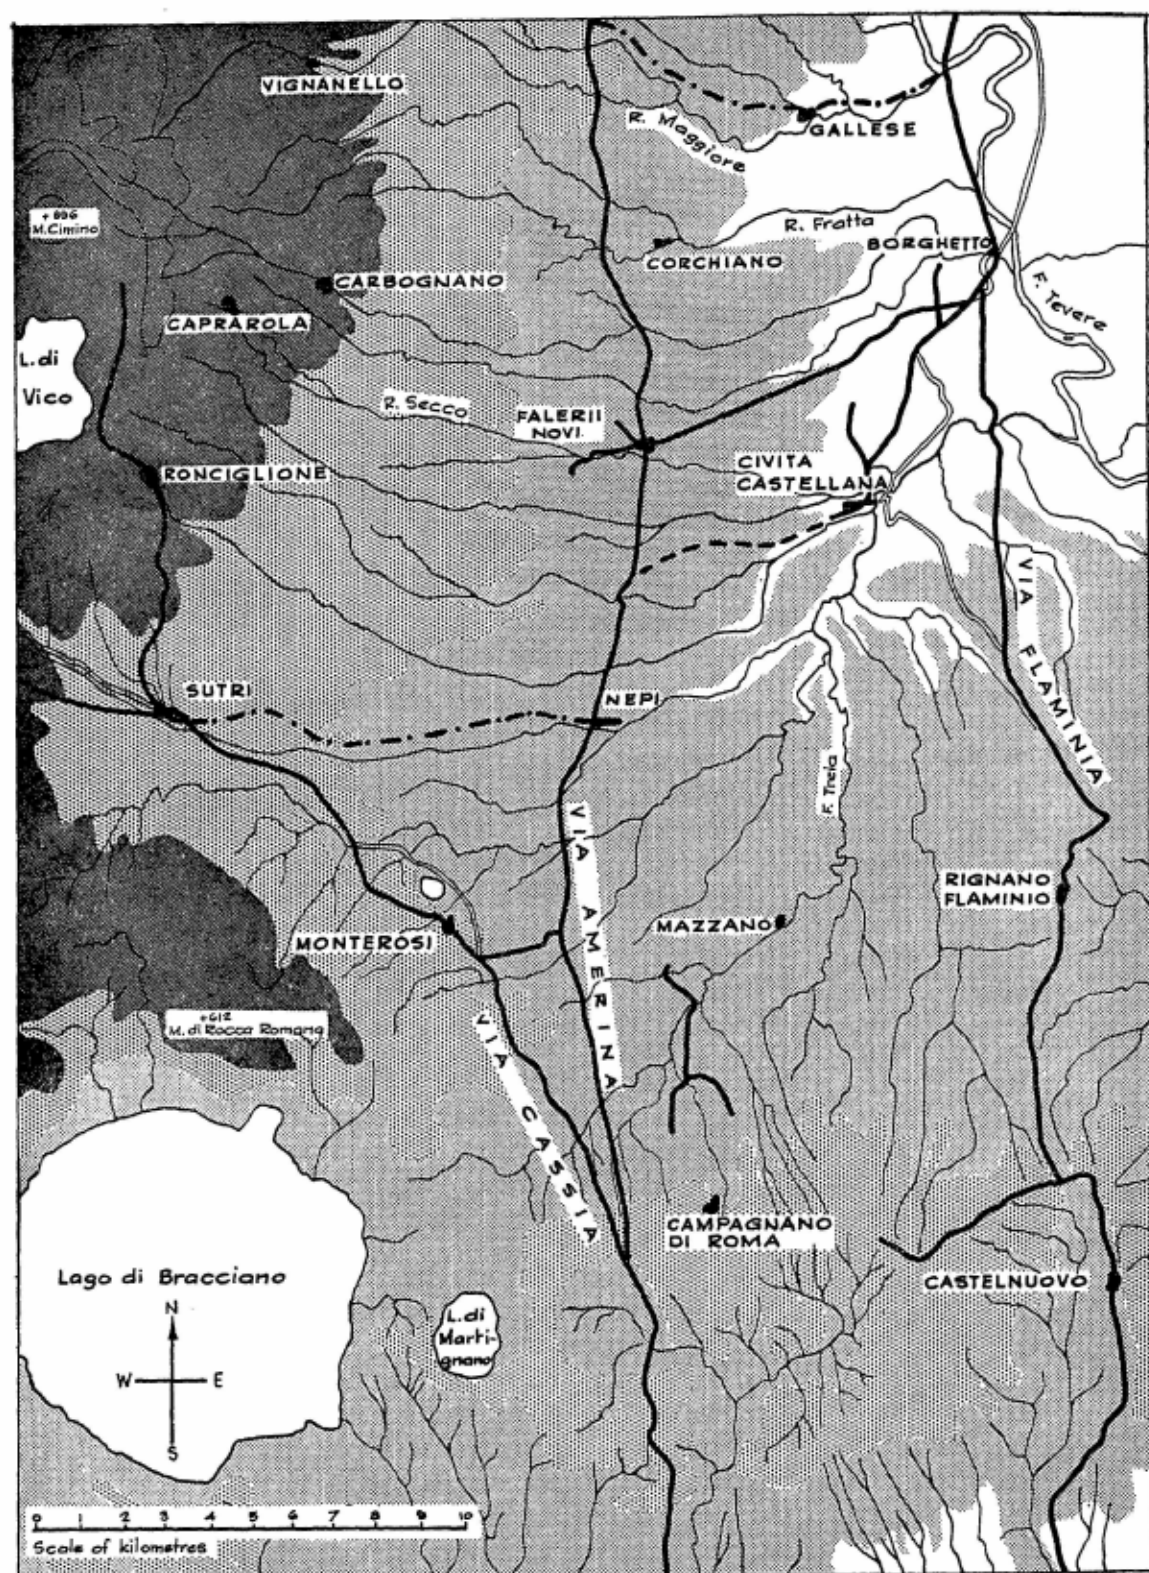 VIGNANELLO
R. Maggiore
GALLESE
+ 806
M. Cimino
R. Fratta
BORGHETTO
CORCHIANO
CARBOGNANO
F. Tevere
CAPRAROLA
L. di
Vico
R. Secco
FALERII
NOVI
CIVITA
CASTELLANA
RONCIGLIONE
VIA FLAMINIA
SUTRI
NEPI
F. Treia
VIA AMERINA
RIGNANO
FLAMINIO
MAZZANO
MONTEROSI
+612
M. di Rocca Romana
VIA CASSIA
CAMPAGNANO
DI ROMA
Lago di Bracciano
CASTELNUOVO
N
L. di
Marti-
gnano
W E
S
0 1 2 3 4 5 6 7 8 9 10
Scale of kilometres